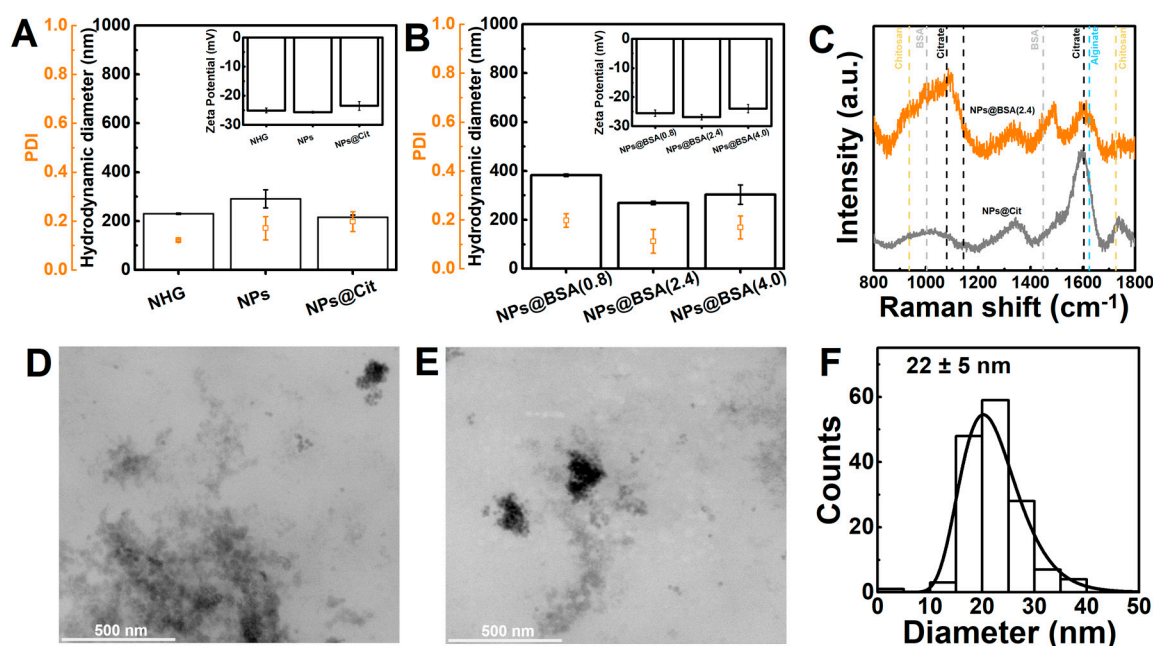 A
PDI
1.0
0.8
0.6
0.4
0.2
0.0
Hydrodynamic diameter (nm)
1000
800
600
400
200
0
Zeta Potential (mV)
0
-10
-20
-30
NHG
NPs
NPs@Cit
NHG
NPs
NPs@Cit
B
PDI
1.0
0.8
0.6
0.4
0.2
0.0
Hydrodynamic diameter (nm)
1000
800
600
400
200
0
Zeta Potential (mV)
0
-10
-20
-30
NPs@BSA(0.8)
NPs@BSA(2.4)
NPs@BSA(4.0)
NPs@BSA(0.8)
NPs@BSA(2.4)
NPs@BSA(4.0)
C
Intensity (a.u.)
Chitosan
BSA
Citrate
BSA
Citrate
Alginate
Chitosan
NPs@BSA(2.4)
NPs@Cit
800 1000 1200 1400 1600 1800
Raman shift (cm⁻¹)
D
500 nm
E
500 nm
F
22 ± 5 nm
Counts
60
40
20
0
0 10 20 30 40 50
Diameter (nm)